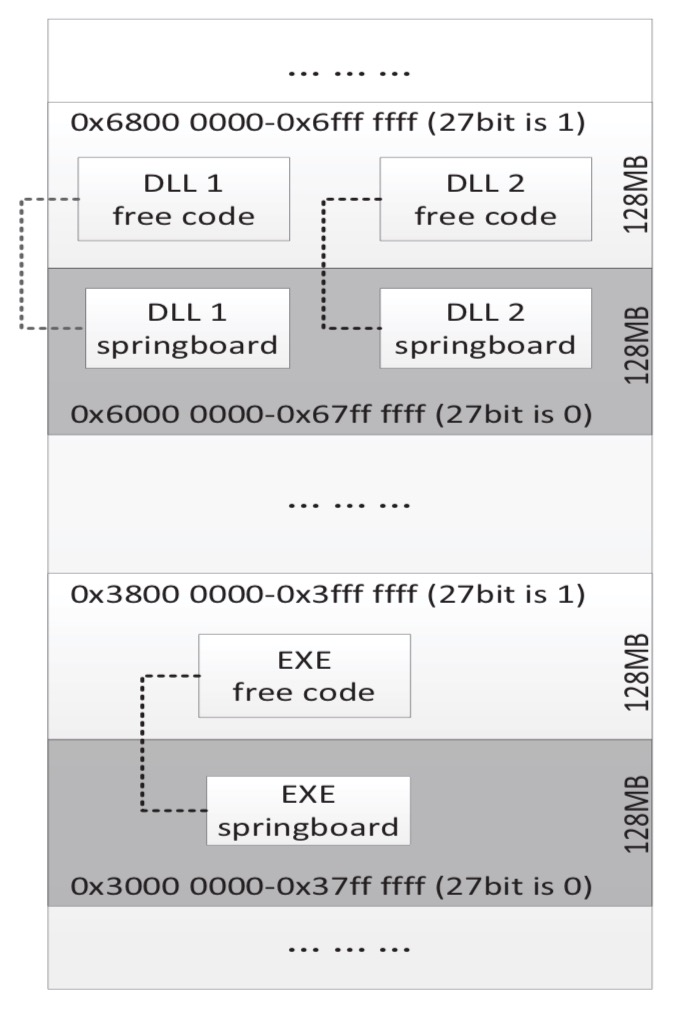 ... ... ...
0x6800 0000-0x6fff ffff (27bit is 1)
DLL 1
free code
DLL 2
free code
128MB
DLL 1
springboard
DLL 2
springboard
128MB
0x6000 0000-0x67ff ffff (27bit is 0)
... ... ...
0x3800 0000-0x3fff ffff (27bit is 1)
EXE
free code
128MB
EXE
springboard
128MB
0x3000 0000-0x37ff ffff (27bit is 0)
... ... ...